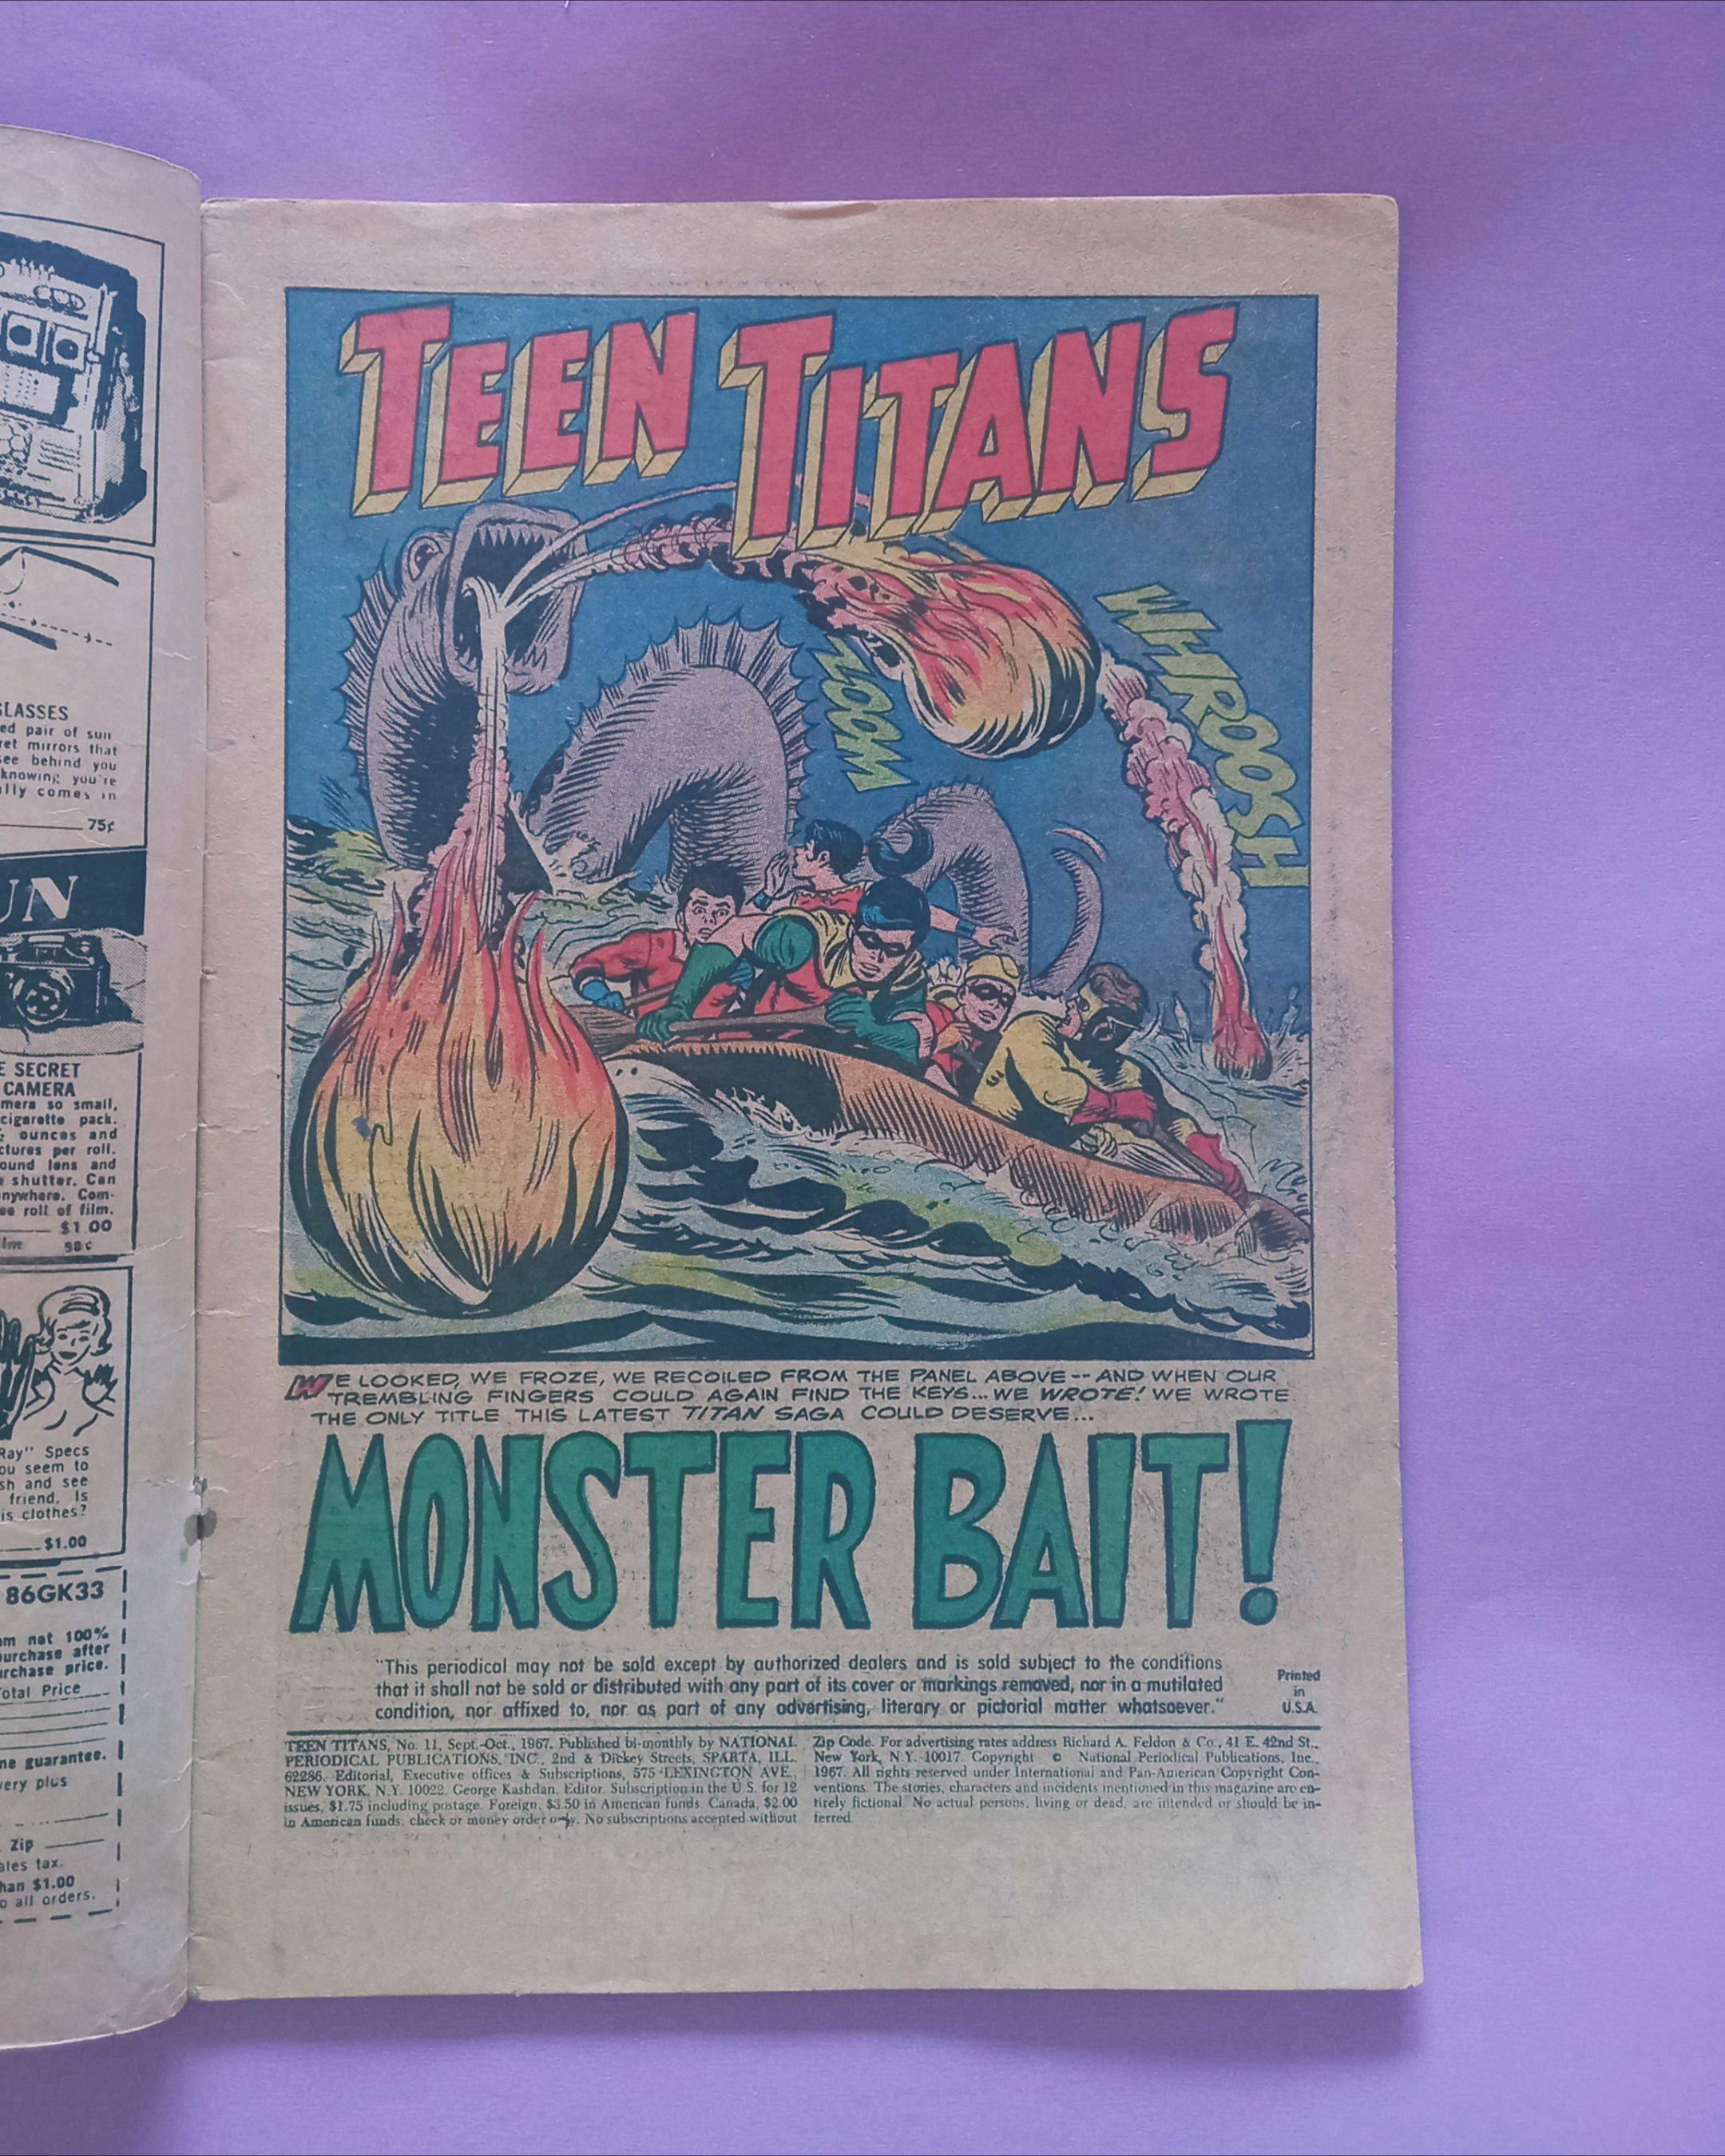 GLASSES
ed pair of sun
ret mirrors that
see behind you
knowing you're
ally comes in
75¢
UN
E SECRET
CAMERA
mera so small,
cigarette pack.
½ ounces and
ctures per roll.
ound lens and
shutter. Can
nywhere. Com-
ee roll of film.
$1 00
ilm 98¢
Ray" Specs
ou seem to
sh and see
friend. Is
is clothes?
$1.00
86GK33
am not 100%
purchase after
urchase price.
Total Price
me guarantee.
very plus
Zip
ales tax.
than $1.00
o all orders.
TEEN TITANS
ZOOM
WHROOSH
WE LOOKED, WE FROZE, WE RECOILED FROM THE PANEL ABOVE -- AND WHEN OUR
TREMBLING FINGERS COULD AGAIN FIND THE KEYS...WE WROTE! WE WROTE
THE ONLY TITLE THIS LATEST TITAN SAGA COULD DESERVE...
MONSTER BAIT!
"This periodical may not be sold except by authorized dealers and is sold subject to the conditions
that it shall not be sold or distributed with any part of its cover or markings removed, nor in a mutilated
condition, nor affixed to, nor as part of any advertising, literary or pictorial matter whatsoever."
Printed
in
U.S.A.
TEEN TITANS, No. 11, Sept.-Oct., 1967. Published bi-monthly by NATIONAL
PERIODICAL PUBLICATIONS, INC., 2nd & Dickey Streets, SPARTA, ILL.
62286. Editorial, Executive offices & Subscriptions, 575 LEXINGTON AVE.,
NEW YORK, N.Y. 10022. George Kashdan, Editor. Subscription in the U.S. for 12
issues, $1.75 including postage. Foreign, $3.50 in American funds. Canada, $2.00
in American funds. check or money order only. No subscriptions accepted without
Zip Code. For advertising rates address Richard A. Feldon & Co., 41 E. 42nd St.,
New York, N.Y. 10017. Copyright © National Periodical Publications, Inc.,
1967. All rights reserved under International and Pan-American Copyright Con-
ventions. The stories, characters and incidents mentioned in this magazine are en-
tirely fictional. No actual persons, living or dead, are intended or should be in-
ferred.